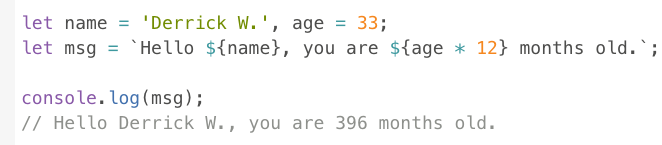 let name = 'Derrick W.', age = 33;
let msg = `Hello ${name}, you are ${age * 12} months old.`;
console.log(msg);
// Hello Derrick W., you are 396 months old.